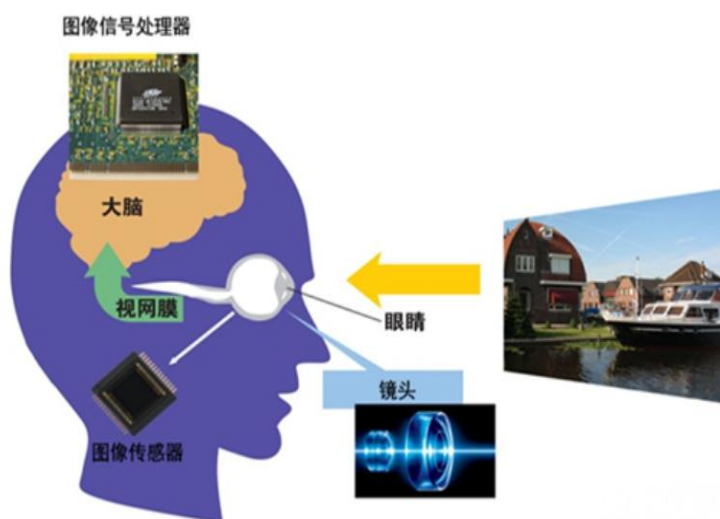 图像信号处理器
大脑
视网膜
眼睛
镜头
图像传感器